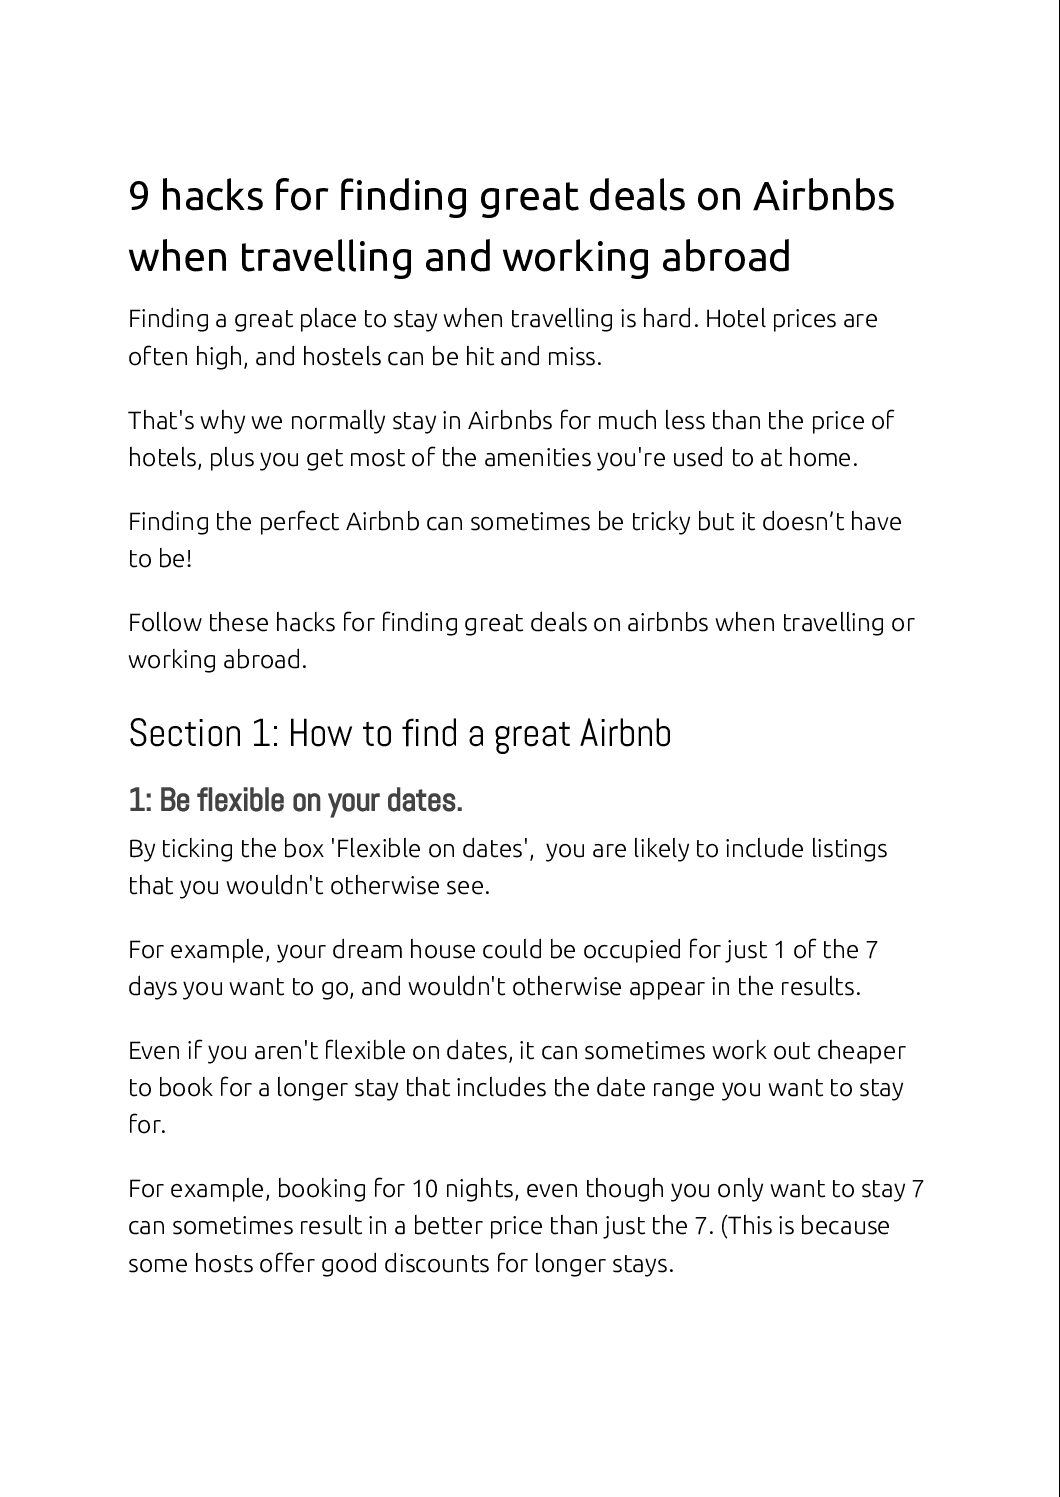 9 hacks for finding great deals on Airbnbs
when travelling and working abroad
Finding a great place to stay when travelling is hard. Hotel prices are
often high, and hostels can be hit and miss.
That's why we normally stay in Airbnbs for much less than the price of
hotels, plus you get most of the amenities you're used to at home.
Finding the perfect Airbnb can sometimes be tricky but it doesn’t have
to be!
Follow these hacks for finding great deals on airbnbs when travelling or
working abroad.
Section 1: How to find a great Airbnb
1: Be flexible on your dates.
By ticking the box 'Flexible on dates',  you are likely to include listings
that you wouldn't otherwise see.
For example, your dream house could be occupied for just 1 of the 7
days you want to go, and wouldn't otherwise appear in the results.
Even if you aren't flexible on dates, it can sometimes work out cheaper
to book for a longer stay that includes the date range you want to stay
for.
For example, booking for 10 nights, even though you only want to stay 7
can sometimes result in a better price than just the 7. (This is because
some hosts offer good discounts for longer stays.